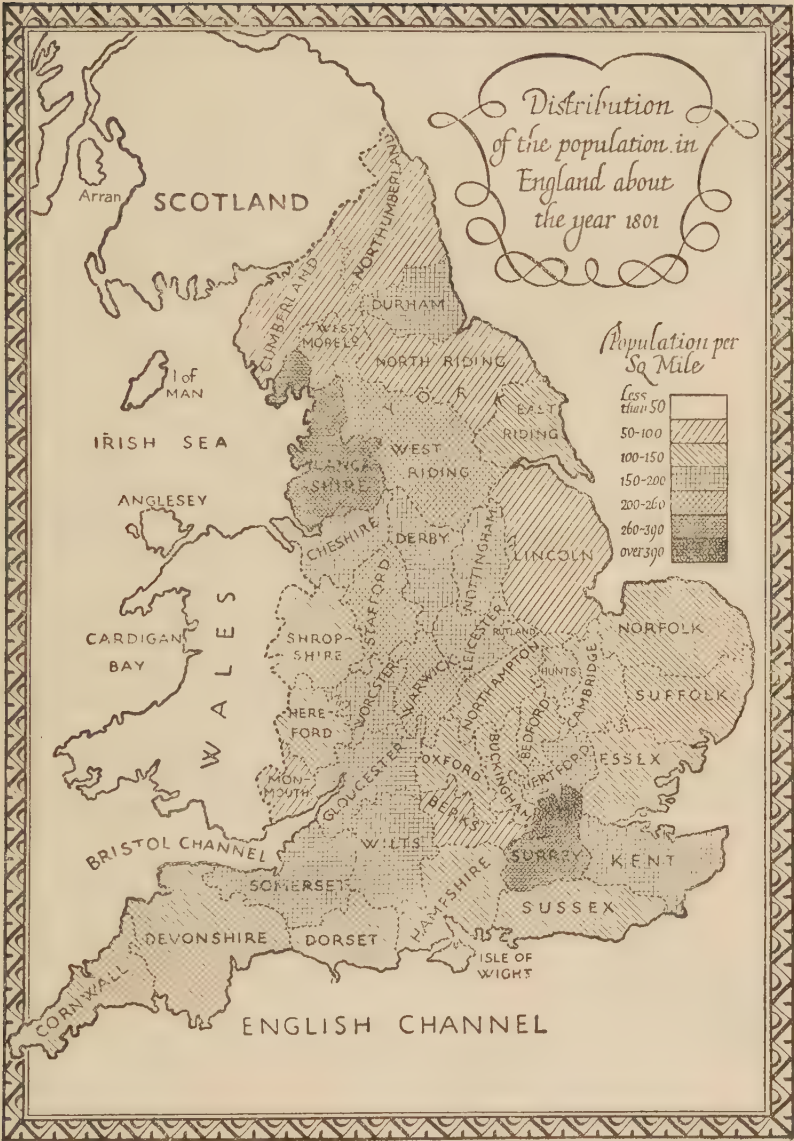 Distribution
of the population in
England about
the year 1801
Arran
SCOTLAND
NORTHUMBERLAND
CUMBERLAND
DURHAM
WEST
MORELD
Population per
Sq Mile
Less
than 50
50-100
100-150
150-200
200-260
260-390
over 390
I of
MAN
NORTH RIDING
YORK
EAST
RIDING
IRISH SEA
WEST
RIDING
LANCA
SHIRE
ANGLESEY
CHESHIRE
DERBY
NOTTINGHAM
LINCOLN
STAFFORD
CARDIGAN
BAY
WALES
SHROP-
SHIRE
LEICESTER
RUTLAND
NORFOLK
WORCESTER
WARWICK
NORTHAMPTON
HUNTS
CAMBRIDGE
SUFFOLK
HERE-
FORD
BEDFORD
MON-
MOUTH
GLOUCESTER
OXFORD
BUCKINGHAM
HERTFORD
ESSEX
BERKS
BRISTOL CHANNEL
WILTS
SURREY
KENT
SOMERSET
HAMPSHIRE
SUSSEX
DEVONSHIRE
DORSET
ISLE OF
WIGHT
CORNWALL
ENGLISH CHANNEL